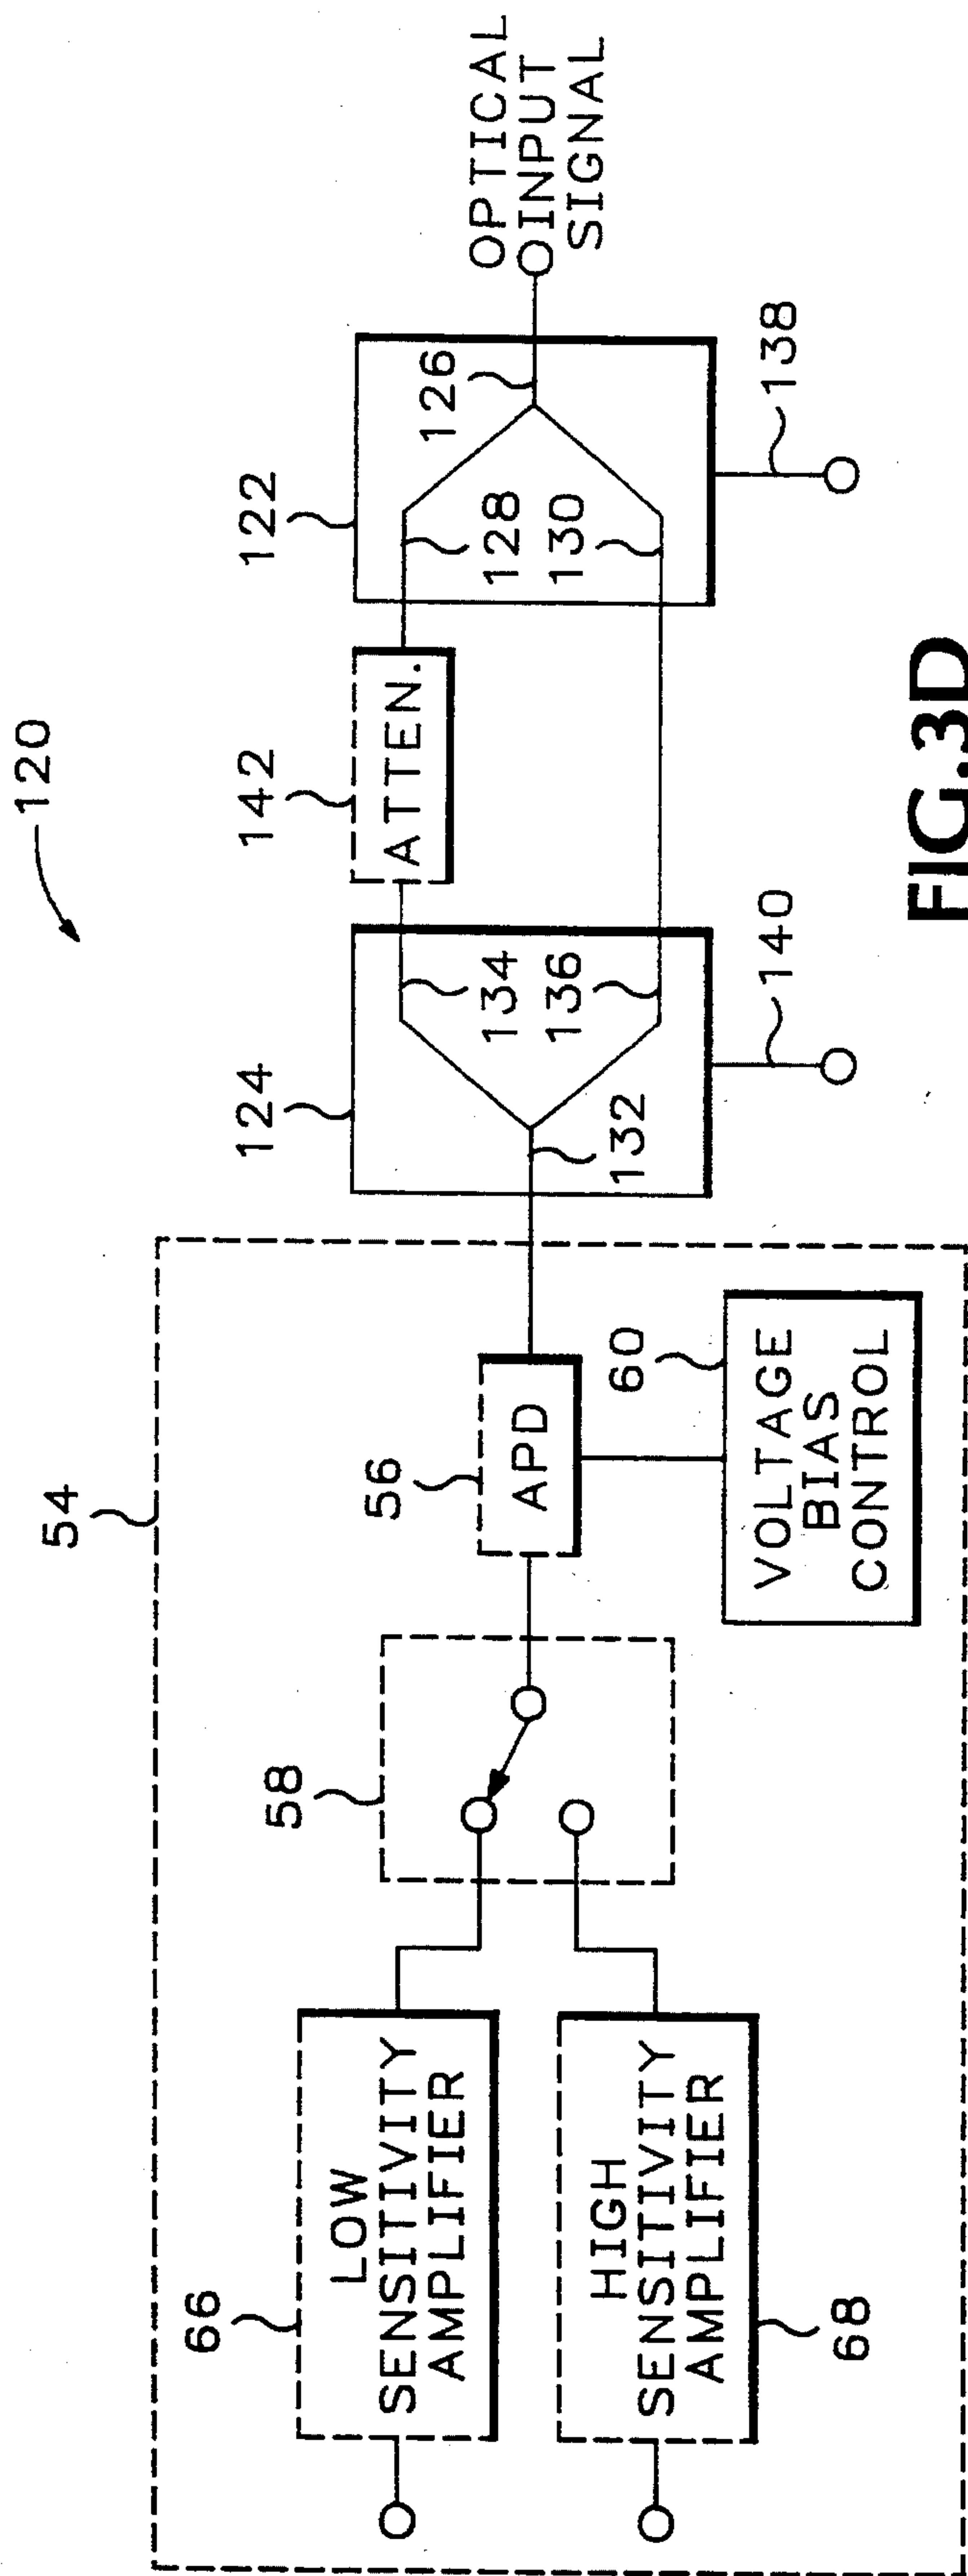 120
54
66
LOW
SENSITIVITY
AMPLIFIER
HIGH
SENSITIVITY
AMPLIFIER
68
58
56
APD
60
VOLTAGE
BIAS
CONTROL
124
132
134
136
140
142
ATTEN.
122
128
130
126
138
OPTICAL
INPUT
SIGNAL
FIG.3D